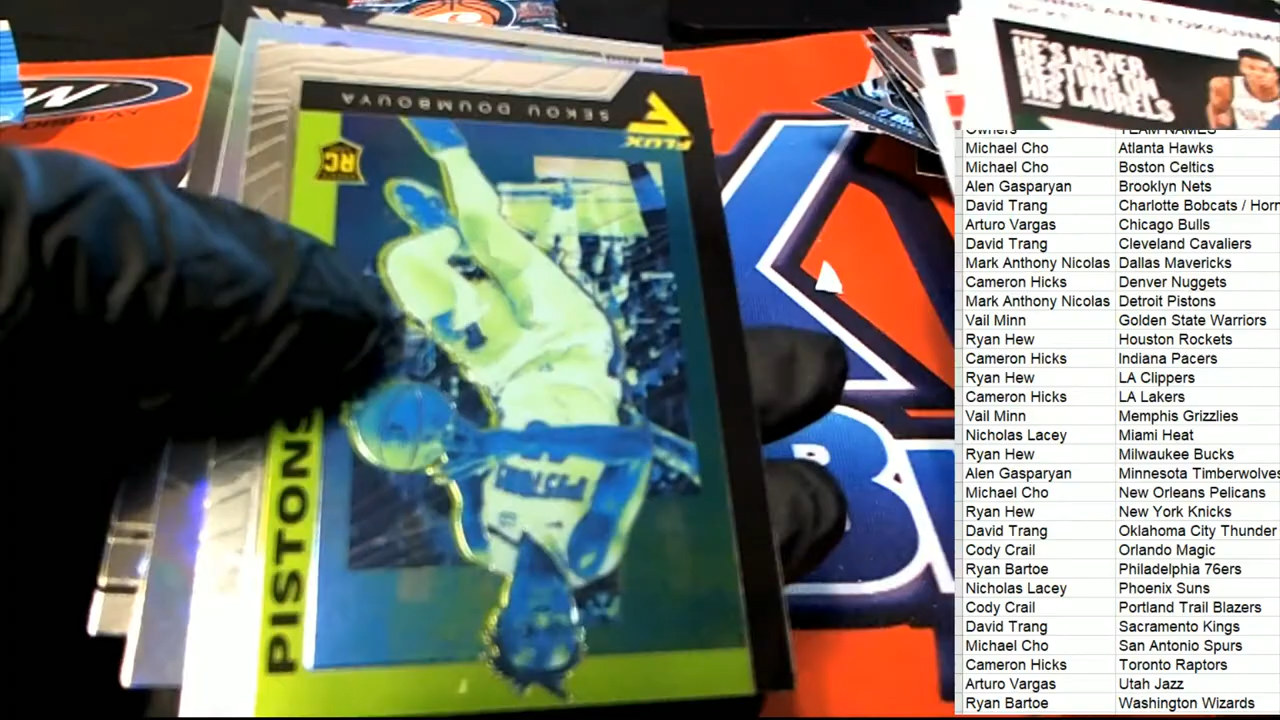 SEKOU DOUMBOUYA
FLUX
RC
PISTONS
DISPLAY
ANTETOKOUNM
HE'S NEVER
RESTING ON
HIS LAURELS
Owners TEAM NAMES
Michael Cho Atlanta Hawks
Michael Cho Boston Celtics
Alen Gasparyan Brooklyn Nets
David Trang Charlotte Bobcats / Horn
Arturo Vargas Chicago Bulls
David Trang Cleveland Cavaliers
Mark Anthony Nicolas Dallas Mavericks
Cameron Hicks Denver Nuggets
Mark Anthony Nicolas Detroit Pistons
Vail Minn Golden State Warriors
Ryan Hew Houston Rockets
Cameron Hicks Indiana Pacers
Ryan Hew LA Clippers
Cameron Hicks LA Lakers
Vail Minn Memphis Grizzlies
Nicholas Lacey Miami Heat
Ryan Hew Milwaukee Bucks
Alen Gasparyan Minnesota Timberwolves
Michael Cho New Orleans Pelicans
Ryan Hew New York Knicks
David Trang Oklahoma City Thunder
Cody Crail Orlando Magic
Ryan Bartoe Philadelphia 76ers
Nicholas Lacey Phoenix Suns
Cody Crail Portland Trail Blazers
David Trang Sacramento Kings
Michael Cho San Antonio Spurs
Cameron Hicks Toronto Raptors
Arturo Vargas Utah Jazz
Ryan Bartoe Washington Wizards